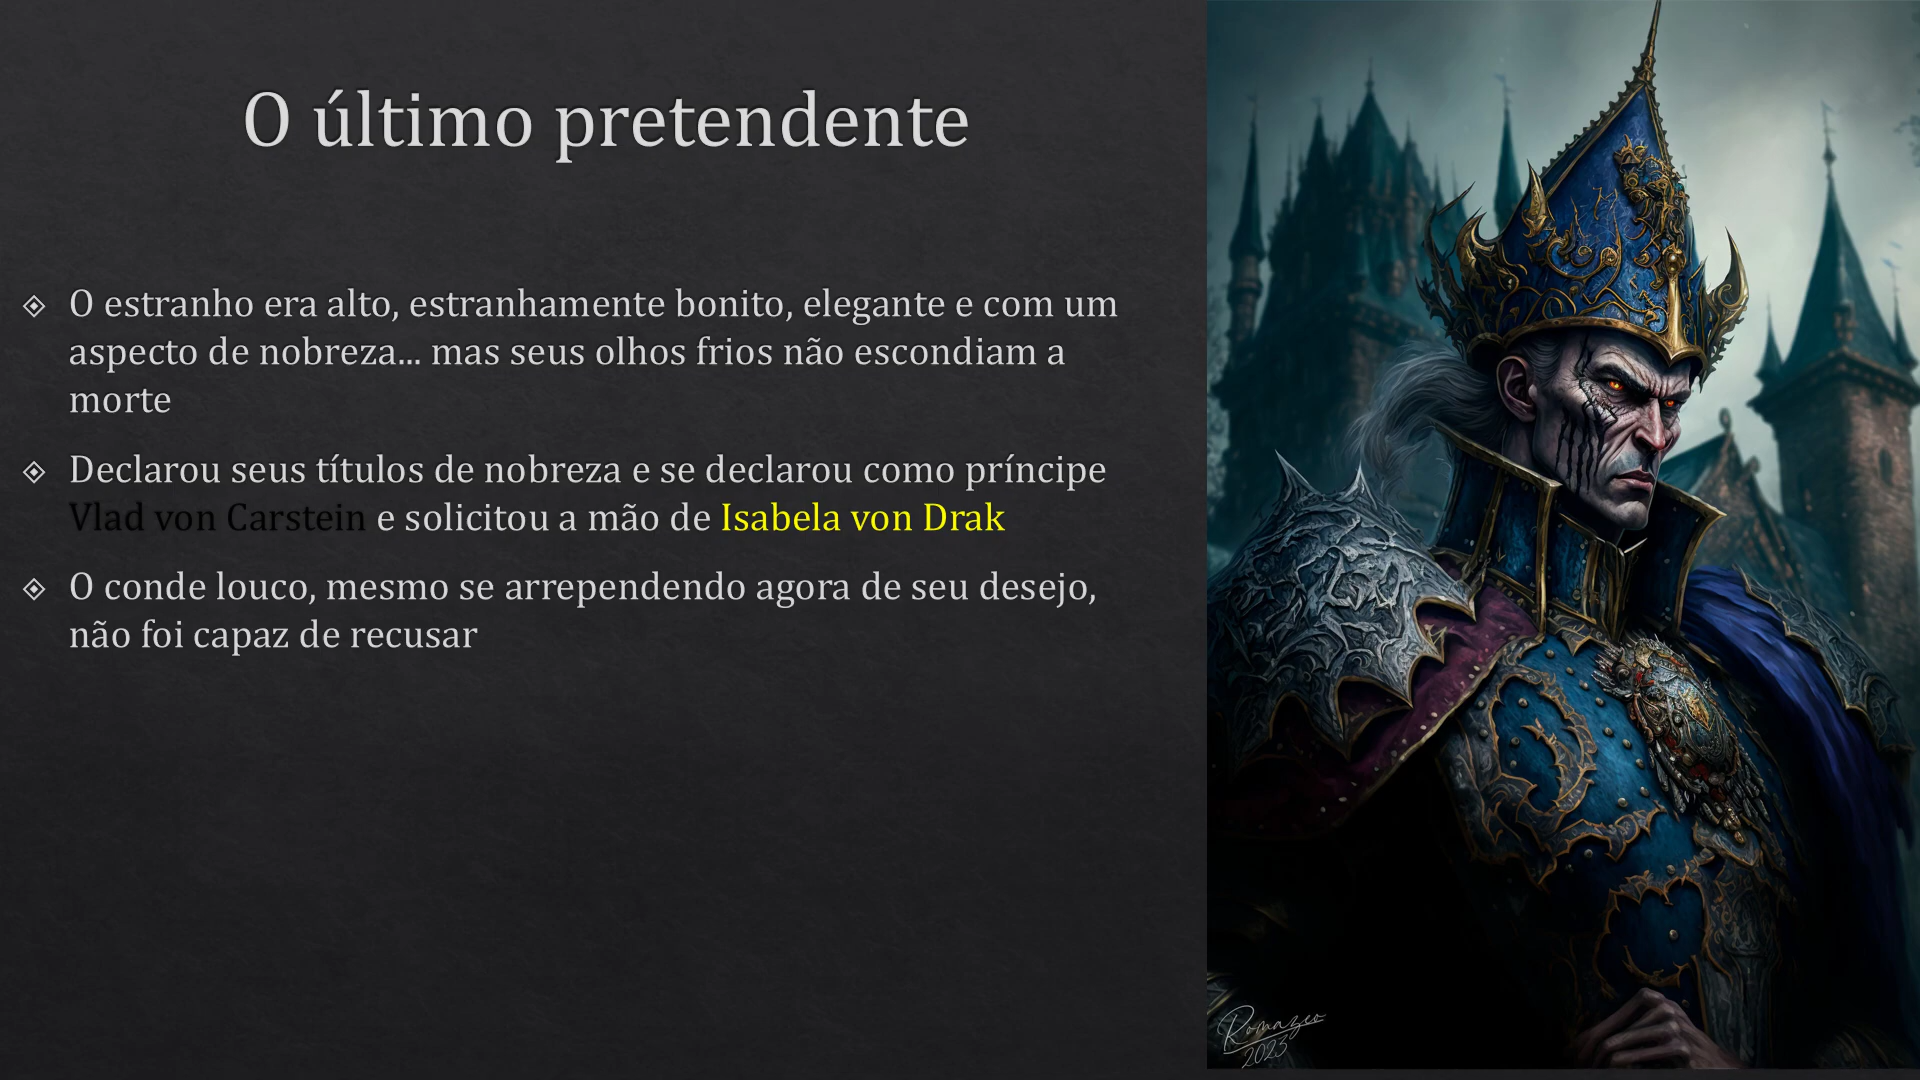 O último pretendente
O estranho era alto, estranhamente bonito, elegante e com um
aspecto de nobreza... mas seus olhos frios não escondiam a
morte
Declarou seus títulos de nobreza e se declarou como príncipe
Vlad von Carstein e solicitou a mão de Isabela von Drak
O conde louco, mesmo se arrependendo agora de seu desejo,
não foi capaz de recusar
Romazeo
2023